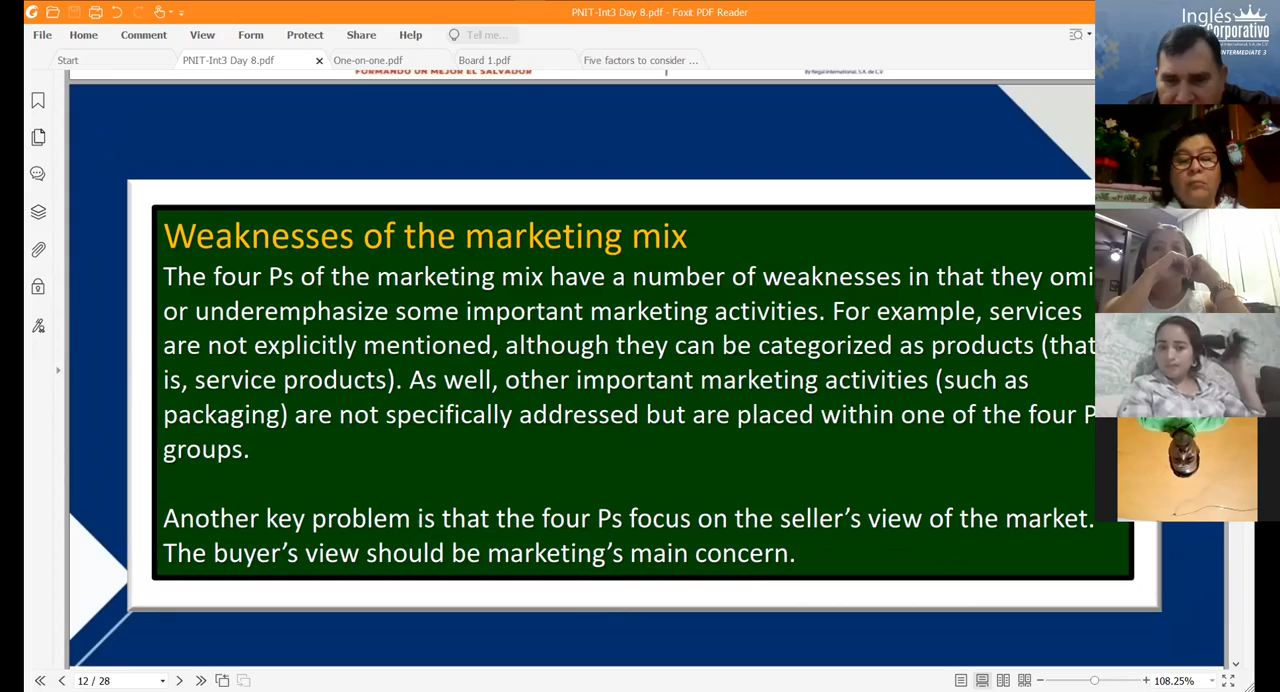 PNIT-Int3 Day 8.pdf - Foxit PDF Reader
File Home Comment View Form Protect Share Help Tell me...
Start PNIT-Int3 Day 8.pdf One-on-one.pdf Board 1.pdf Five factors to consider ...
FORMANDO UN MEJOR EL SALVADOR
Inglés
Corporativo
INTERMEDIATE 3
Weaknesses of the marketing mix
The four Ps of the marketing mix have a number of weaknesses in that they omi
or underemphasize some important marketing activities. For example, services
are not explicitly mentioned, although they can be categorized as products (that
is, service products). As well, other important marketing activities (such as
packaging) are not specifically addressed but are placed within one of the four P
groups.
Another key problem is that the four Ps focus on the seller’s view of the market.
The buyer’s view should be marketing’s main concern.
12 / 28
108.25%